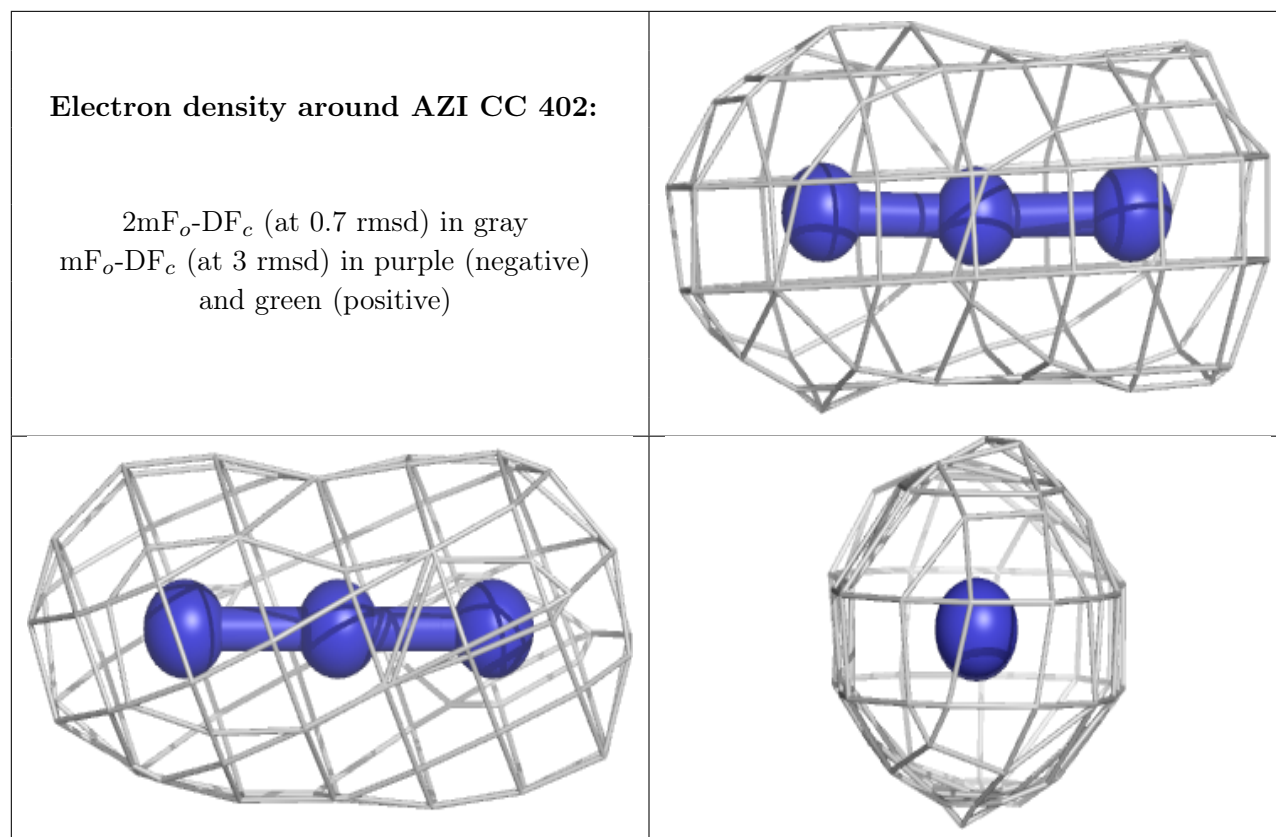 Electron density around AZI CC 402:
2mFo-DFc (at 0.7 rmsd) in gray
mFo-DFc (at 3 rmsd) in purple (negative)
and green (positive)